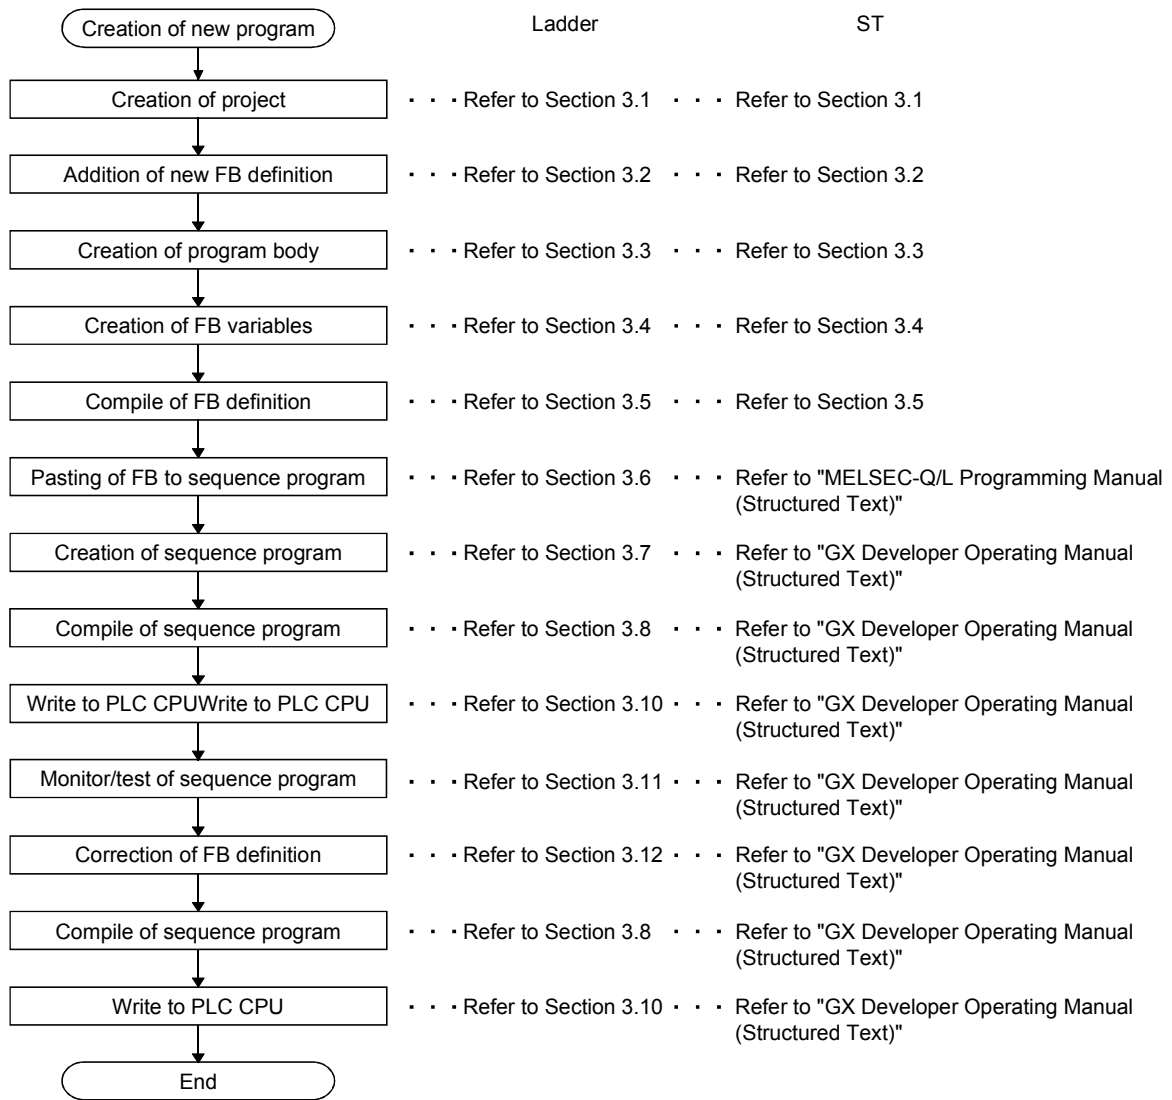 Creation of new program Ladder ST
Creation of project · · · Refer to Section 3.1 · · · Refer to Section 3.1
Addition of new FB definition · · · Refer to Section 3.2 · · · Refer to Section 3.2
Creation of program body · · · Refer to Section 3.3 · · · Refer to Section 3.3
Creation of FB variables · · · Refer to Section 3.4 · · · Refer to Section 3.4
Compile of FB definition · · · Refer to Section 3.5 · · · Refer to Section 3.5
Pasting of FB to sequence program · · · Refer to Section 3.6 · · · Refer to "MELSEC-Q/L Programming Manual
(Structured Text)"
Creation of sequence program · · · Refer to Section 3.7 · · · Refer to "GX Developer Operating Manual
(Structured Text)"
Compile of sequence program · · · Refer to Section 3.8 · · · Refer to "GX Developer Operating Manual
(Structured Text)"
Write to PLC CPUWrite to PLC CPU · · · Refer to Section 3.10 · · · Refer to "GX Developer Operating Manual
(Structured Text)"
Monitor/test of sequence program · · · Refer to Section 3.11 · · · Refer to "GX Developer Operating Manual
(Structured Text)"
Correction of FB definition · · · Refer to Section 3.12 · · · Refer to "GX Developer Operating Manual
(Structured Text)"
Compile of sequence program · · · Refer to Section 3.8 · · · Refer to "GX Developer Operating Manual
(Structured Text)"
Write to PLC CPU · · · Refer to Section 3.10 · · · Refer to "GX Developer Operating Manual
(Structured Text)"
End